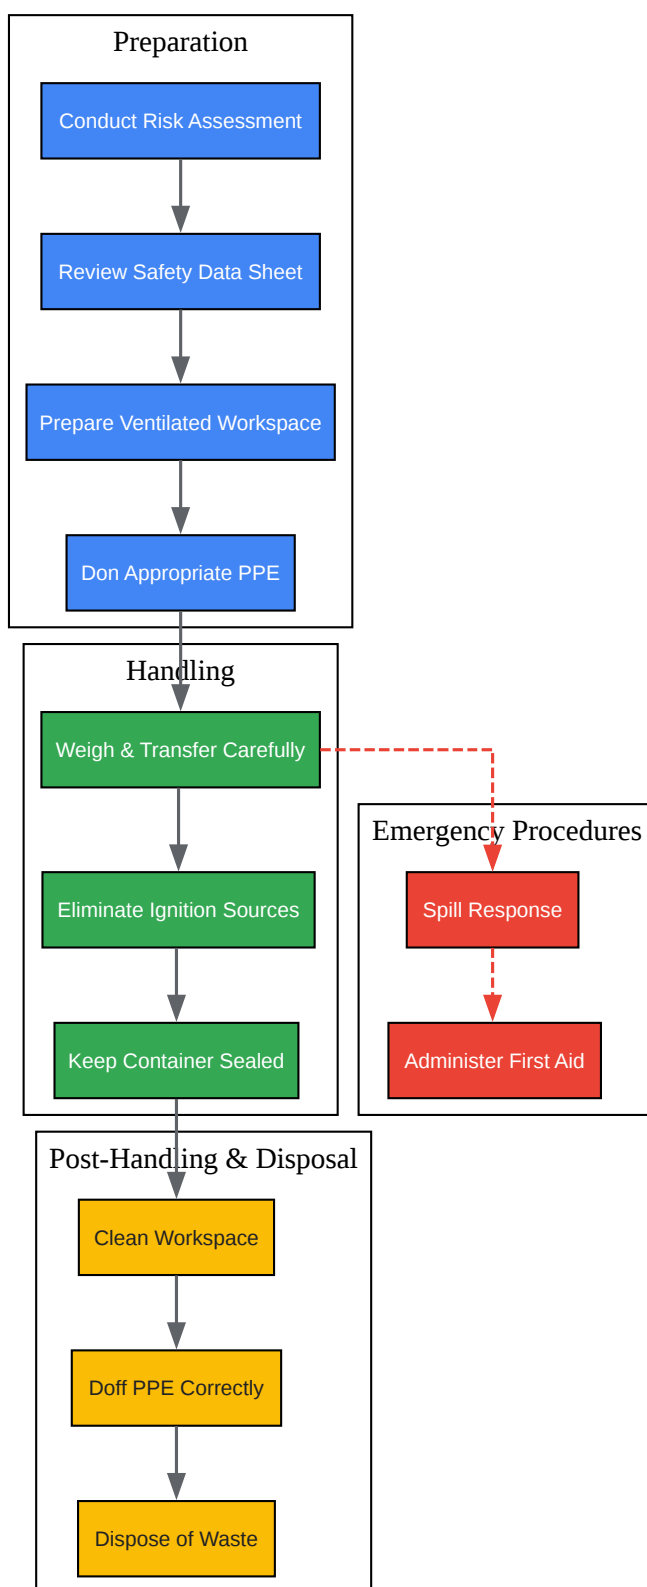 Preparation
Conduct Risk Assessment
Review Safety Data Sheet
Prepare Ventilated Workspace
Don Appropriate PPE
Handling
Weigh & Transfer Carefully
Eliminate Ignition Sources
Keep Container Sealed
Emergency Procedures
Spill Response
Administer First Aid
Post-Handling & Disposal
Clean Workspace
Doff PPE Correctly
Dispose of Waste